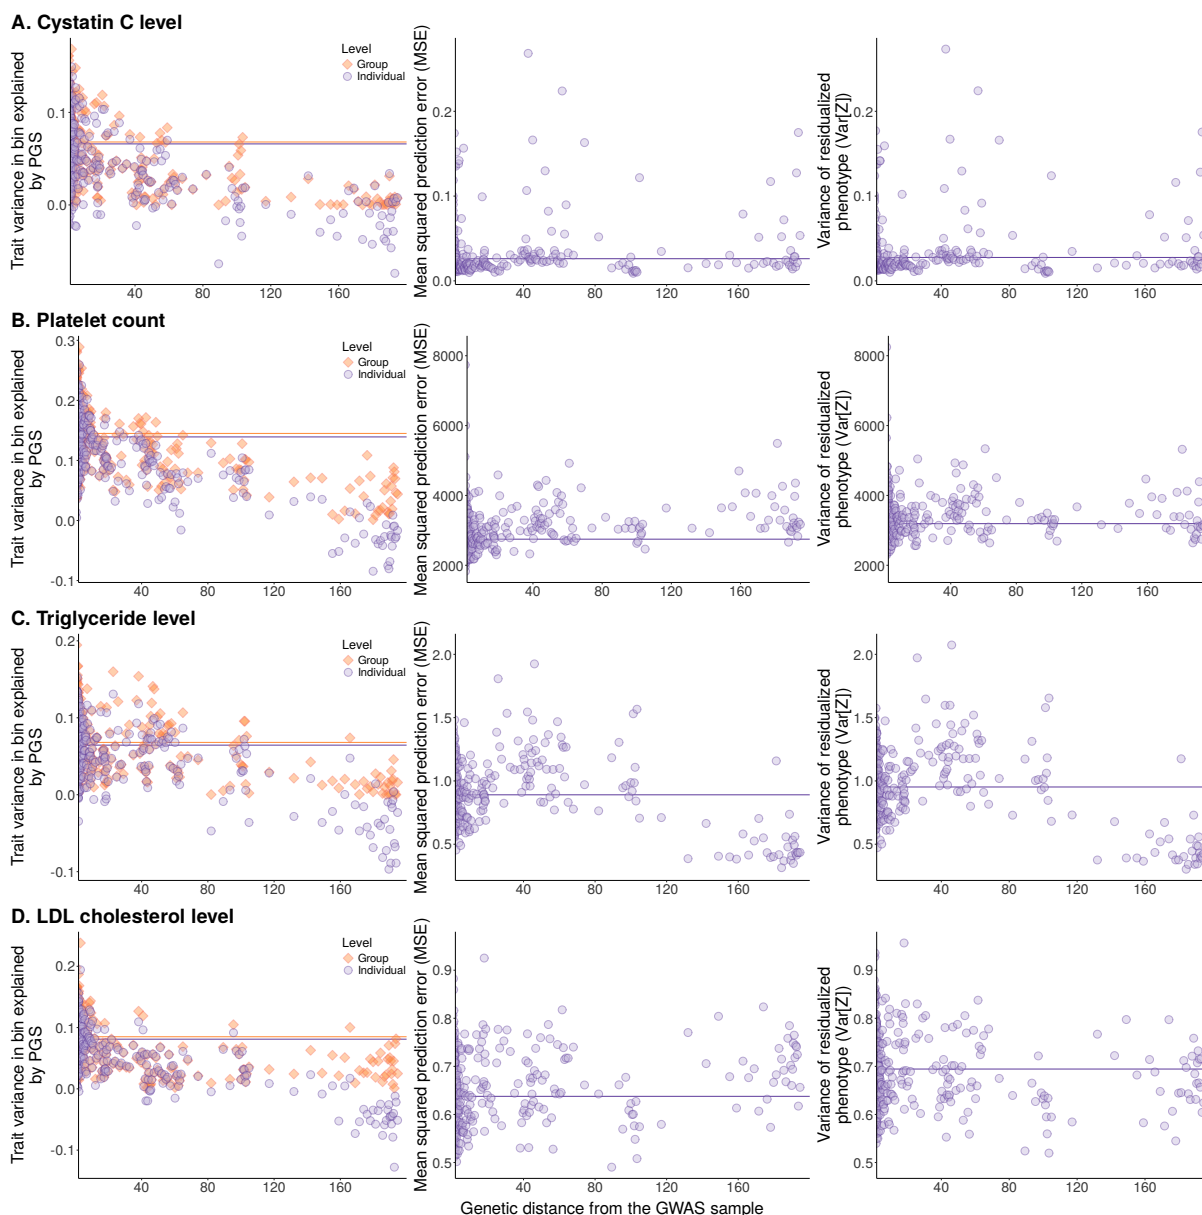 A. Cystatin C level
Trait variance in bin explained
by PGS
0.1
0.0
40
80
120
160
Level
Group
Individual
Mean squared prediction error (MSE)
0.2
0.1
0.0
40
80
120
160
Variance of residualized
phenotype (Var[Z])
0.2
0.1
0.0
40
80
120
160
B. Platelet count
Trait variance in bin explained
by PGS
0.3
0.2
0.1
0.0
-0.1
40
80
120
160
Level
Group
Individual
Mean squared prediction error (MSE)
8000
6000
4000
2000
40
80
120
160
Variance of residualized
phenotype (Var[Z])
8000
6000
4000
2000
40
80
120
160
C. Triglyceride level
Trait variance in bin explained
by PGS
0.2
0.1
0.0
-0.1
40
80
120
160
Level
Group
Individual
Mean squared prediction error (MSE)
2.0
1.5
1.0
0.5
40
80
120
160
Variance of residualized
phenotype (Var[Z])
2.0
1.5
1.0
0.5
40
80
120
160
D. LDL cholesterol level
Trait variance in bin explained
by PGS
0.2
0.1
0.0
-0.1
40
80
120
160
Level
Group
Individual
Mean squared prediction error (MSE)
0.9
0.8
0.7
0.6
0.5
40
80
120
160
Variance of residualized
phenotype (Var[Z])
0.9
0.8
0.7
0.6
0.5
40
80
120
160
Genetic distance from the GWAS sample